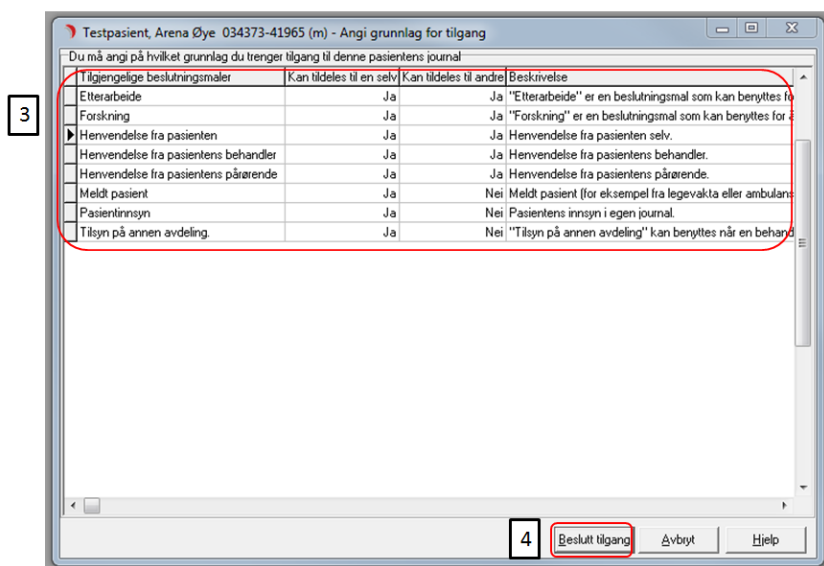 Testpasient, Arena Øye 034373-41965 (m) - Angi grunnlag for tilgang
Du må angi på hvilket grunnlag du trenger tilgang til denne pasientens journal
Tilgjengelige beslutningsmaler Kan tildeles til en selv Kan tildeles til andre Beskrivelse
Etterarbeide Ja Ja "Etterarbeide" er en beslutningsmal som kan benyttes fo
3
Forskning Ja Ja "Forskning" er en beslutningsmal som kan benyttes for å
Henvendelse fra pasienten Ja Ja Henvendelse fra pasienten selv.
Henvendelse fra pasientens behandler Ja Ja Henvendelse fra pasientens behandler.
Henvendelse fra pasientens pårørende Ja Ja Henvendelse fra pasientens pårørende.
Meldt pasient Ja Nei Meldt pasient (for eksempel fra legevakta eller ambulans
Pasientinnsyn Ja Nei Pasientens innsyn i egen journal.
Tilsyn på annen avdeling. Ja Nei "Tilsyn på annen avdeling" kan benyttes når en behand
4 Beslutt tilgang Avbryt Hjelp